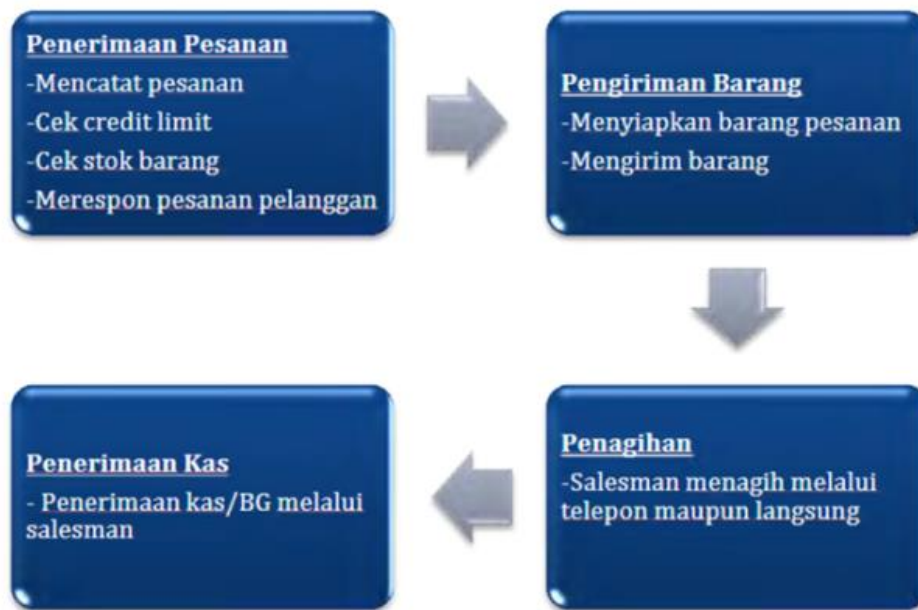 Penerimaan Pesanan
-Mencatat pesanan
-Cek credit limit
-Cek stok barang
-Merespon pesanan pelanggan
Pengiriman Barang
-Menyiapkan barang pesanan
-Mengirim barang
Penagihan
-Salesman menagih melalui
telepon maupun langsung
Penerimaan Kas
- Penerimaan kas/BG melalui
salesman